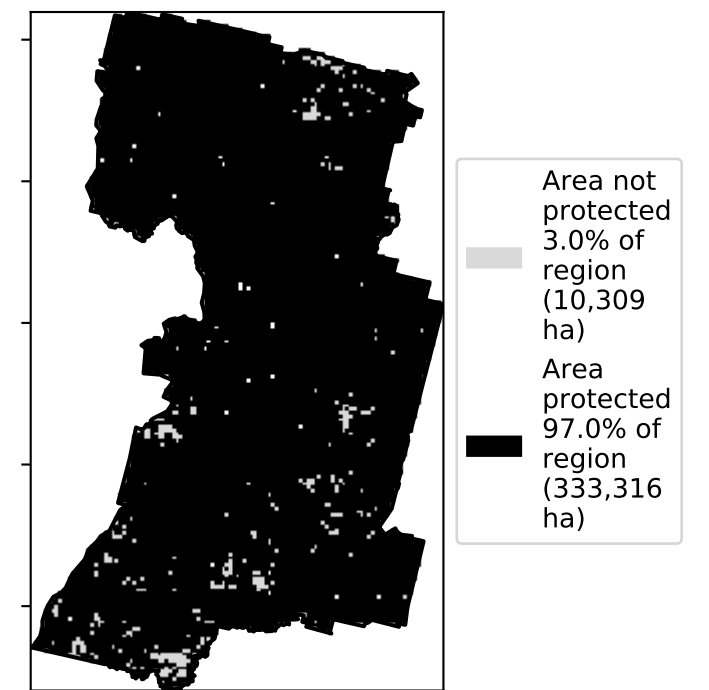 Area not
protected
3.0% of
region
(10,309
ha)
Area
protected
97.0% of
region
(333,316
ha)